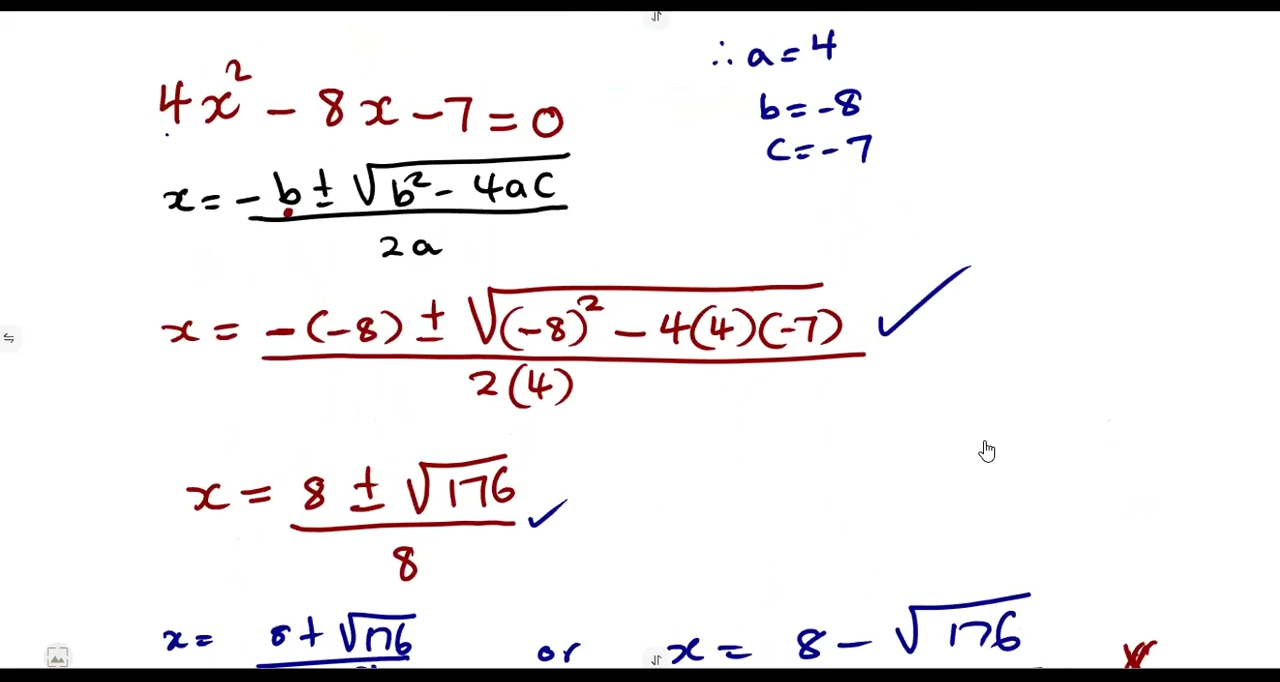 ∴ a = 4
4x² - 8x - 7 = 0
b = -8
c = -7
x = -b ± √(b² - 4ac) / 2a
x = -(-8) ± √((-8)² - 4(4)(-7)) / 2(4)
x = 8 ± √176 / 8
x = 8 + √176 or x = 8 - √176